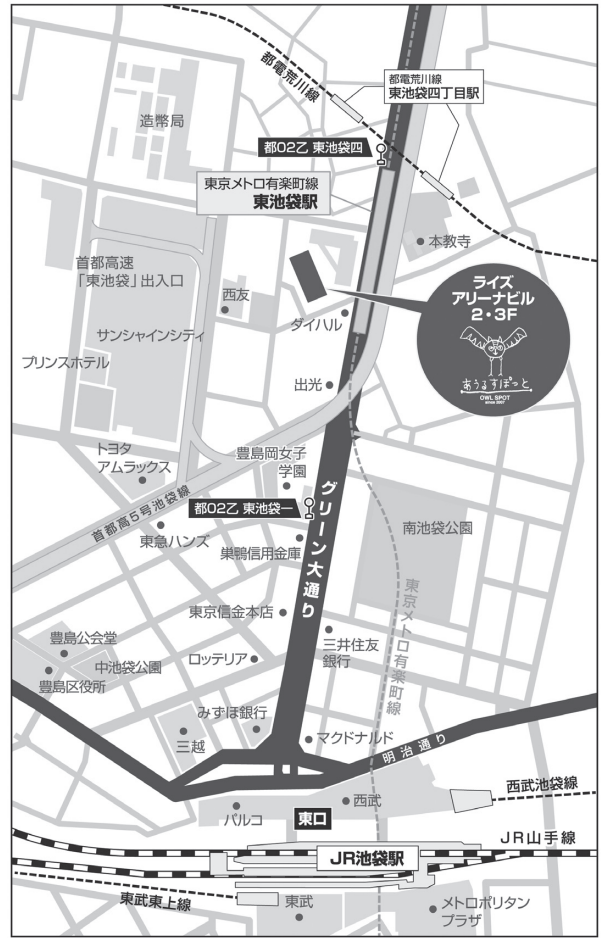 都電荒川線
都電荒川線
東池袋四丁目駅
造幣局
都02乙 東池袋四
東京メトロ有楽町線
東池袋駅
本教寺
首都高速
「東池袋」出入口
西友
ライズ
アリーナビル
2・3F
あうるすぽっと
OWL SPOT
SINCE 2007
ダイハル
サンシャインシティ
プリンスホテル
出光
トヨタ
アムラックス
豊島岡女子
学園
首都高5号池袋線
都02乙 東池袋一
グリーン大通り
南池袋公園
東急ハンズ
巣鴨信用金庫
東京メトロ有楽町線
東京信金本店
豊島公会堂
三井住友
銀行
中池袋公園
ロッテリア
豊島区役所
みずほ銀行
三越
マクドナルド
明治通り
西武池袋線
パルコ
東口
西武
JR山手線
JR池袋駅
東武東上線
東武
メトロポリタン
プラザ